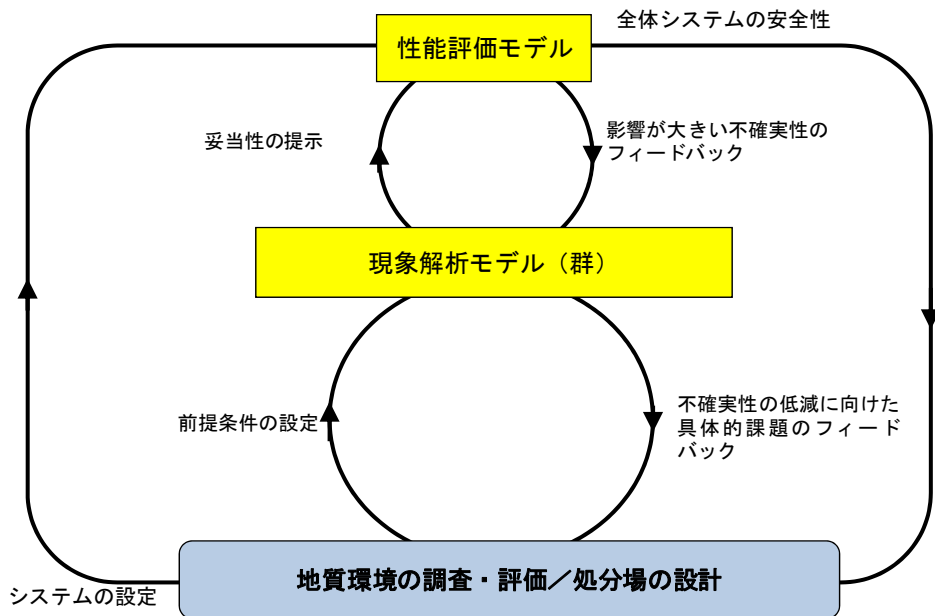 全体システムの安全性
性能評価モデル
妥当性の提示
影響が大きい不確実性の
フィードバック
現象解析モデル（群）
前提条件の設定
不確実性の低減に向けた
具体的課題のフィード
バック
地質環境の調査・評価／処分場の設計
システムの設定